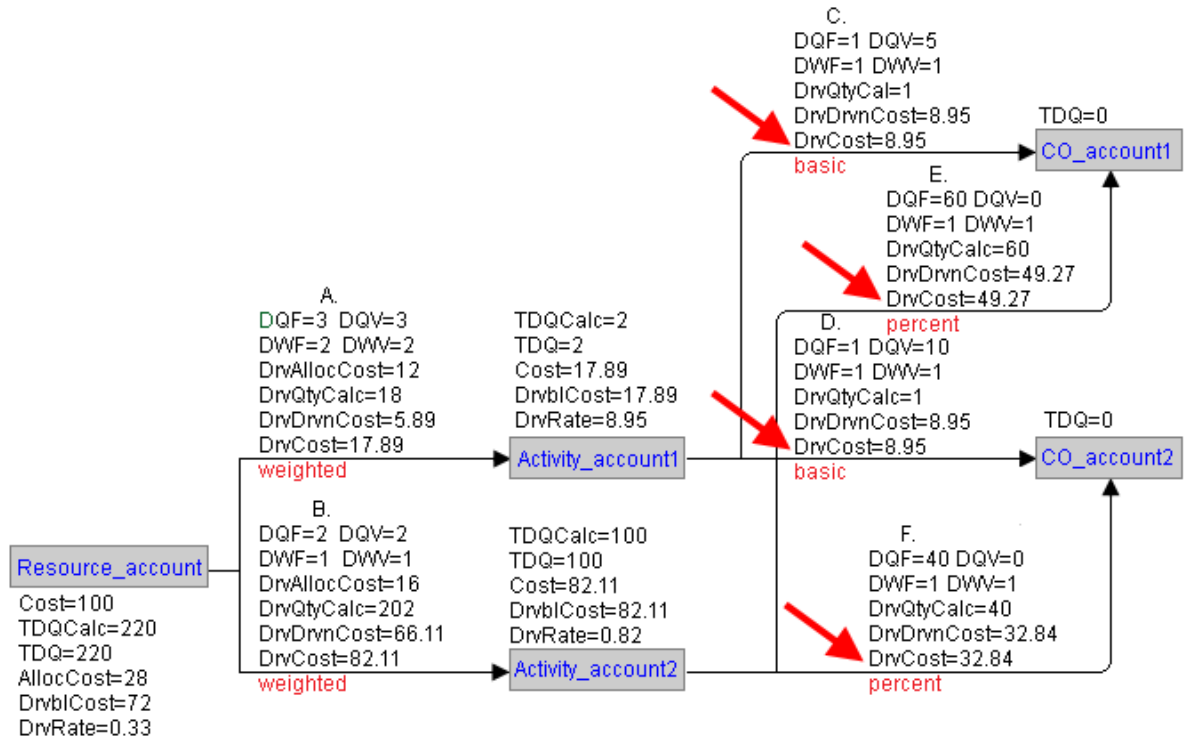 C.
DQF=1 DQV=5
DWF=1 DWV=1
DrvQtyCal=1
DrvDrvnCost=8.95
DrvCost=8.95
basic
TDQ=0
CO_account1
E.
DQF=60 DQV=0
DWF=1 DWV=1
DrvQtyCalc=60
DrvDrvnCost=49.27
DrvCost=49.27
percent
A.
DQF=3 DQV=3
DWF=2 DWV=2
DrvAllocCost=12
DrvQtyCalc=18
DrvDrvnCost=5.89
DrvCost=17.89
weighted
TDQCalc=2
TDQ=2
Cost=17.89
DrvblCost=17.89
DrvRate=8.95
Activity_account1
D.
DQF=1 DQV=10
DWF=1 DWV=1
DrvQtyCalc=1
DrvDrvnCost=8.95
DrvCost=8.95
basic
TDQ=0
CO_account2
B.
DQF=2 DQV=2
DWF=1 DWV=1
DrvAllocCost=16
DrvQtyCalc=202
DrvDrvnCost=66.11
DrvCost=82.11
weighted
TDQCalc=100
TDQ=100
Cost=82.11
DrvblCost=82.11
DrvRate=0.82
Activity_account2
F.
DQF=40 DQV=0
DWF=1 DWV=1
DrvQtyCalc=40
DrvDrvnCost=32.84
DrvCost=32.84
percent
Resource_account
Cost=100
TDQCalc=220
TDQ=220
AllocCost=28
DrvblCost=72
DrvRate=0.33